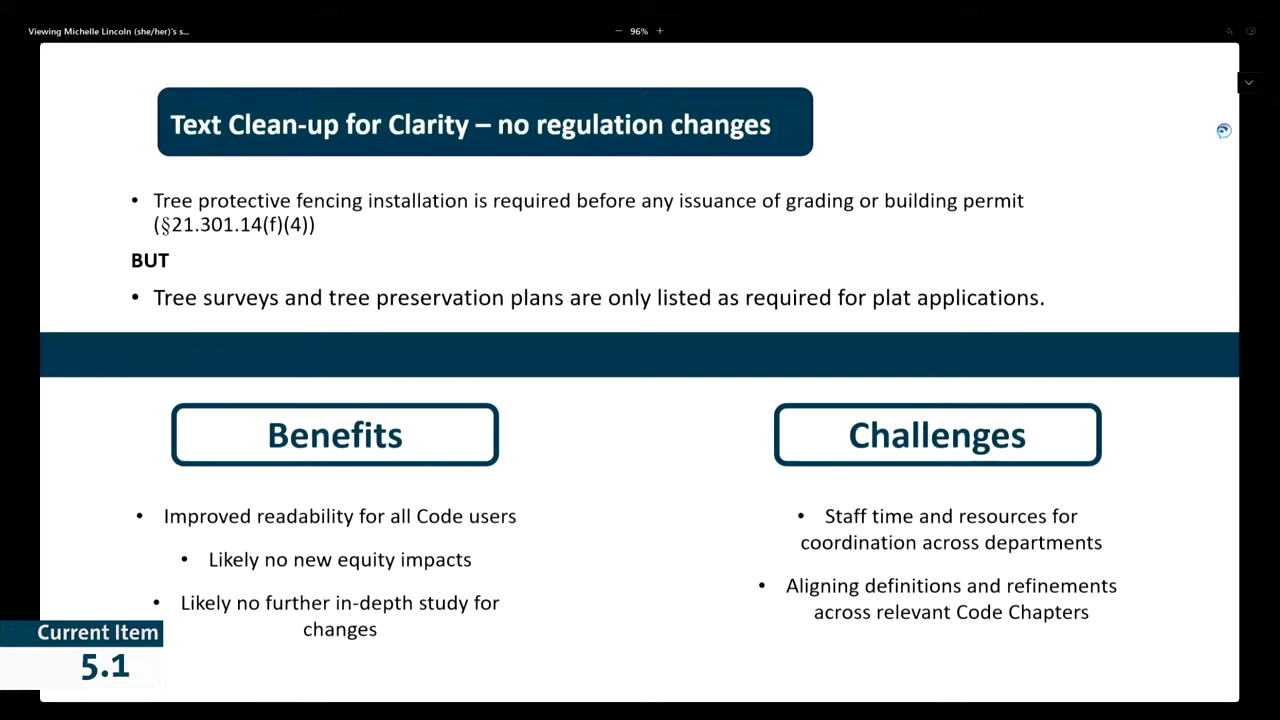 Viewing Michelle Lincoln (she/her)'s s...
− 96% +
Text Clean-up for Clarity – no regulation changes
• Tree protective fencing installation is required before any issuance of grading or building permit
(§21.301.14(f)(4))
BUT
• Tree surveys and tree preservation plans are only listed as required for plat applications.
Benefits
• Improved readability for all Code users
• Likely no new equity impacts
• Likely no further in-depth study for
changes
Challenges
• Staff time and resources for
coordination across departments
• Aligning definitions and refinements
across relevant Code Chapters
Current Item
5.1